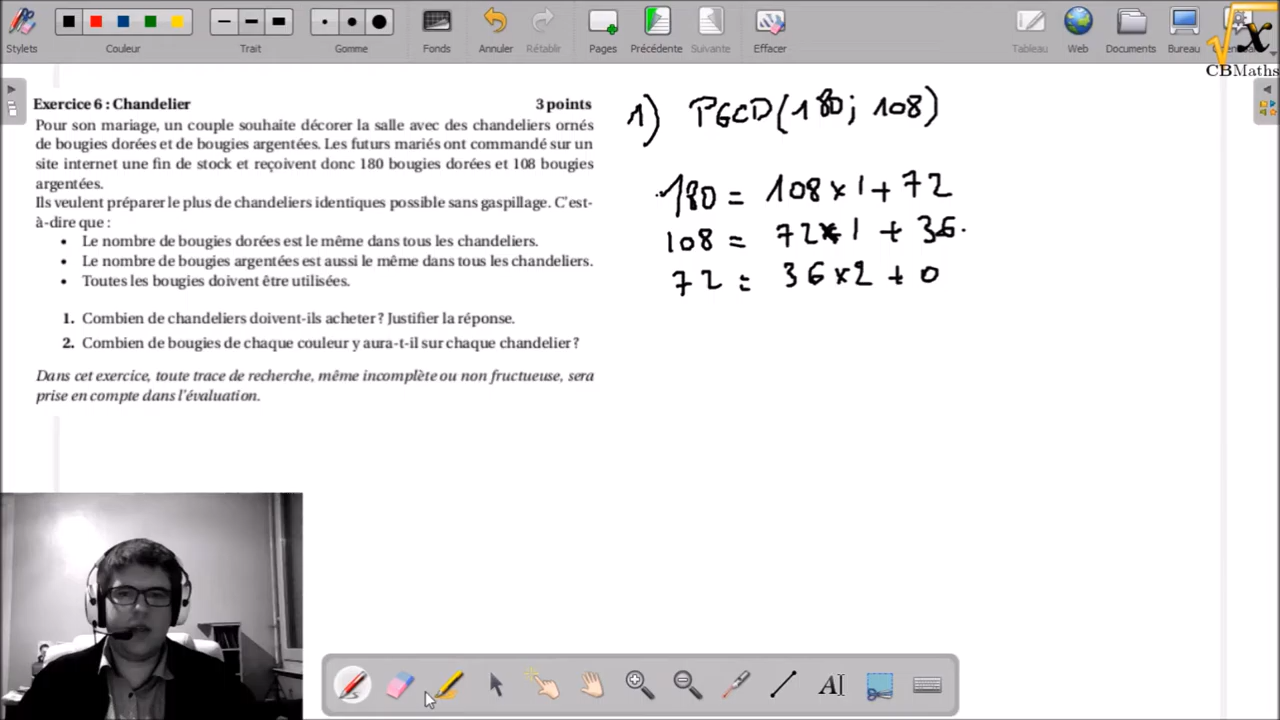 Stylets Couleur Trait Gomme Fonds Annuler Rétablir Pages Précédente Suivante Effacer Tableau Web Documents Bureau
√x
CBMaths
Exercice 6 : Chandelier 3 points
Pour son mariage, un couple souhaite décorer la salle avec des chandeliers ornés
de bougies dorées et de bougies argentées. Les futurs mariés ont commandé sur un
site internet une fin de stock et reçoivent donc 180 bougies dorées et 108 bougies
argentées.
Ils veulent préparer le plus de chandeliers identiques possible sans gaspillage. C'est-
à-dire que :
• Le nombre de bougies dorées est le même dans tous les chandeliers.
• Le nombre de bougies argentées est aussi le même dans tous les chandeliers.
• Toutes les bougies doivent être utilisées.
1. Combien de chandeliers doivent-ils acheter ? Justifier la réponse.
2. Combien de bougies de chaque couleur y aura-t-il sur chaque chandelier ?
Dans cet exercice, toute trace de recherche, même incomplète ou non fructueuse, sera
prise en compte dans l'évaluation.
1) PGCD(180; 108)
180 = 108 × 1 + 72
108 = 72 × 1 + 36
72 = 36 × 2 + 0
AI